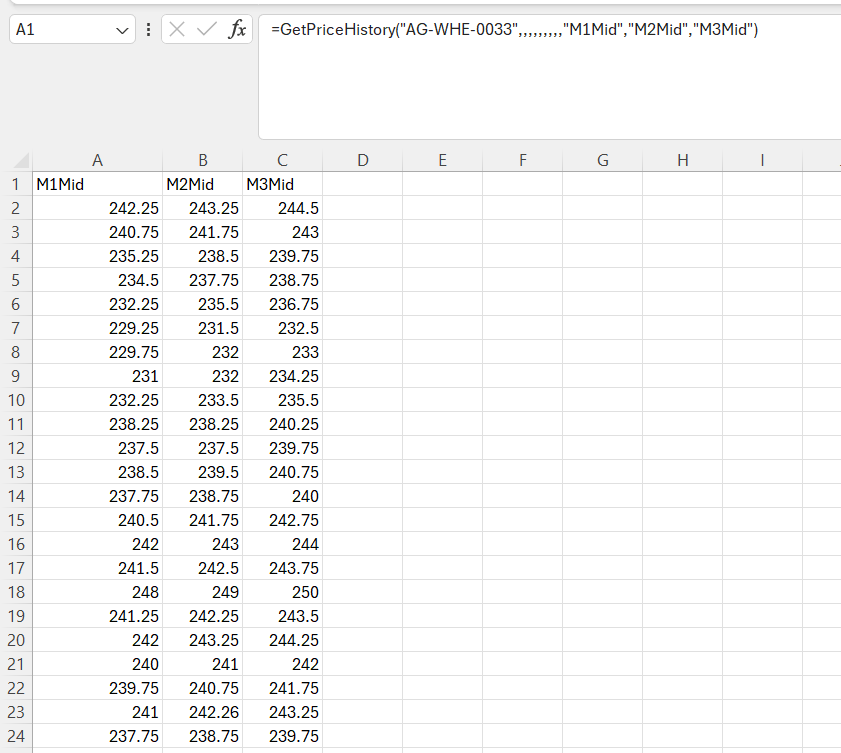 A1 fx =GetPriceHistory("AG-WHE-0033",,,,,,,,,"M1Mid","M2Mid","M3Mid")
A B C D E F G H I
1 M1Mid M2Mid M3Mid
2 242.25 243.25 244.5
3 240.75 241.75 243
4 235.25 238.5 239.75
5 234.5 237.75 238.75
6 232.25 235.5 236.75
7 229.25 231.5 232.5
8 229.75 232 233
9 231 232 234.25
10 232.25 233.5 235.5
11 238.25 238.25 240.25
12 237.5 237.5 239.75
13 238.5 239.5 240.75
14 237.75 238.75 240
15 240.5 241.75 242.75
16 242 243 244
17 241.5 242.5 243.75
18 248 249 250
19 241.25 242.25 243.5
20 242 243.25 244.25
21 240 241 242
22 239.75 240.75 241.75
23 241 242.26 243.25
24 237.75 238.75 239.75